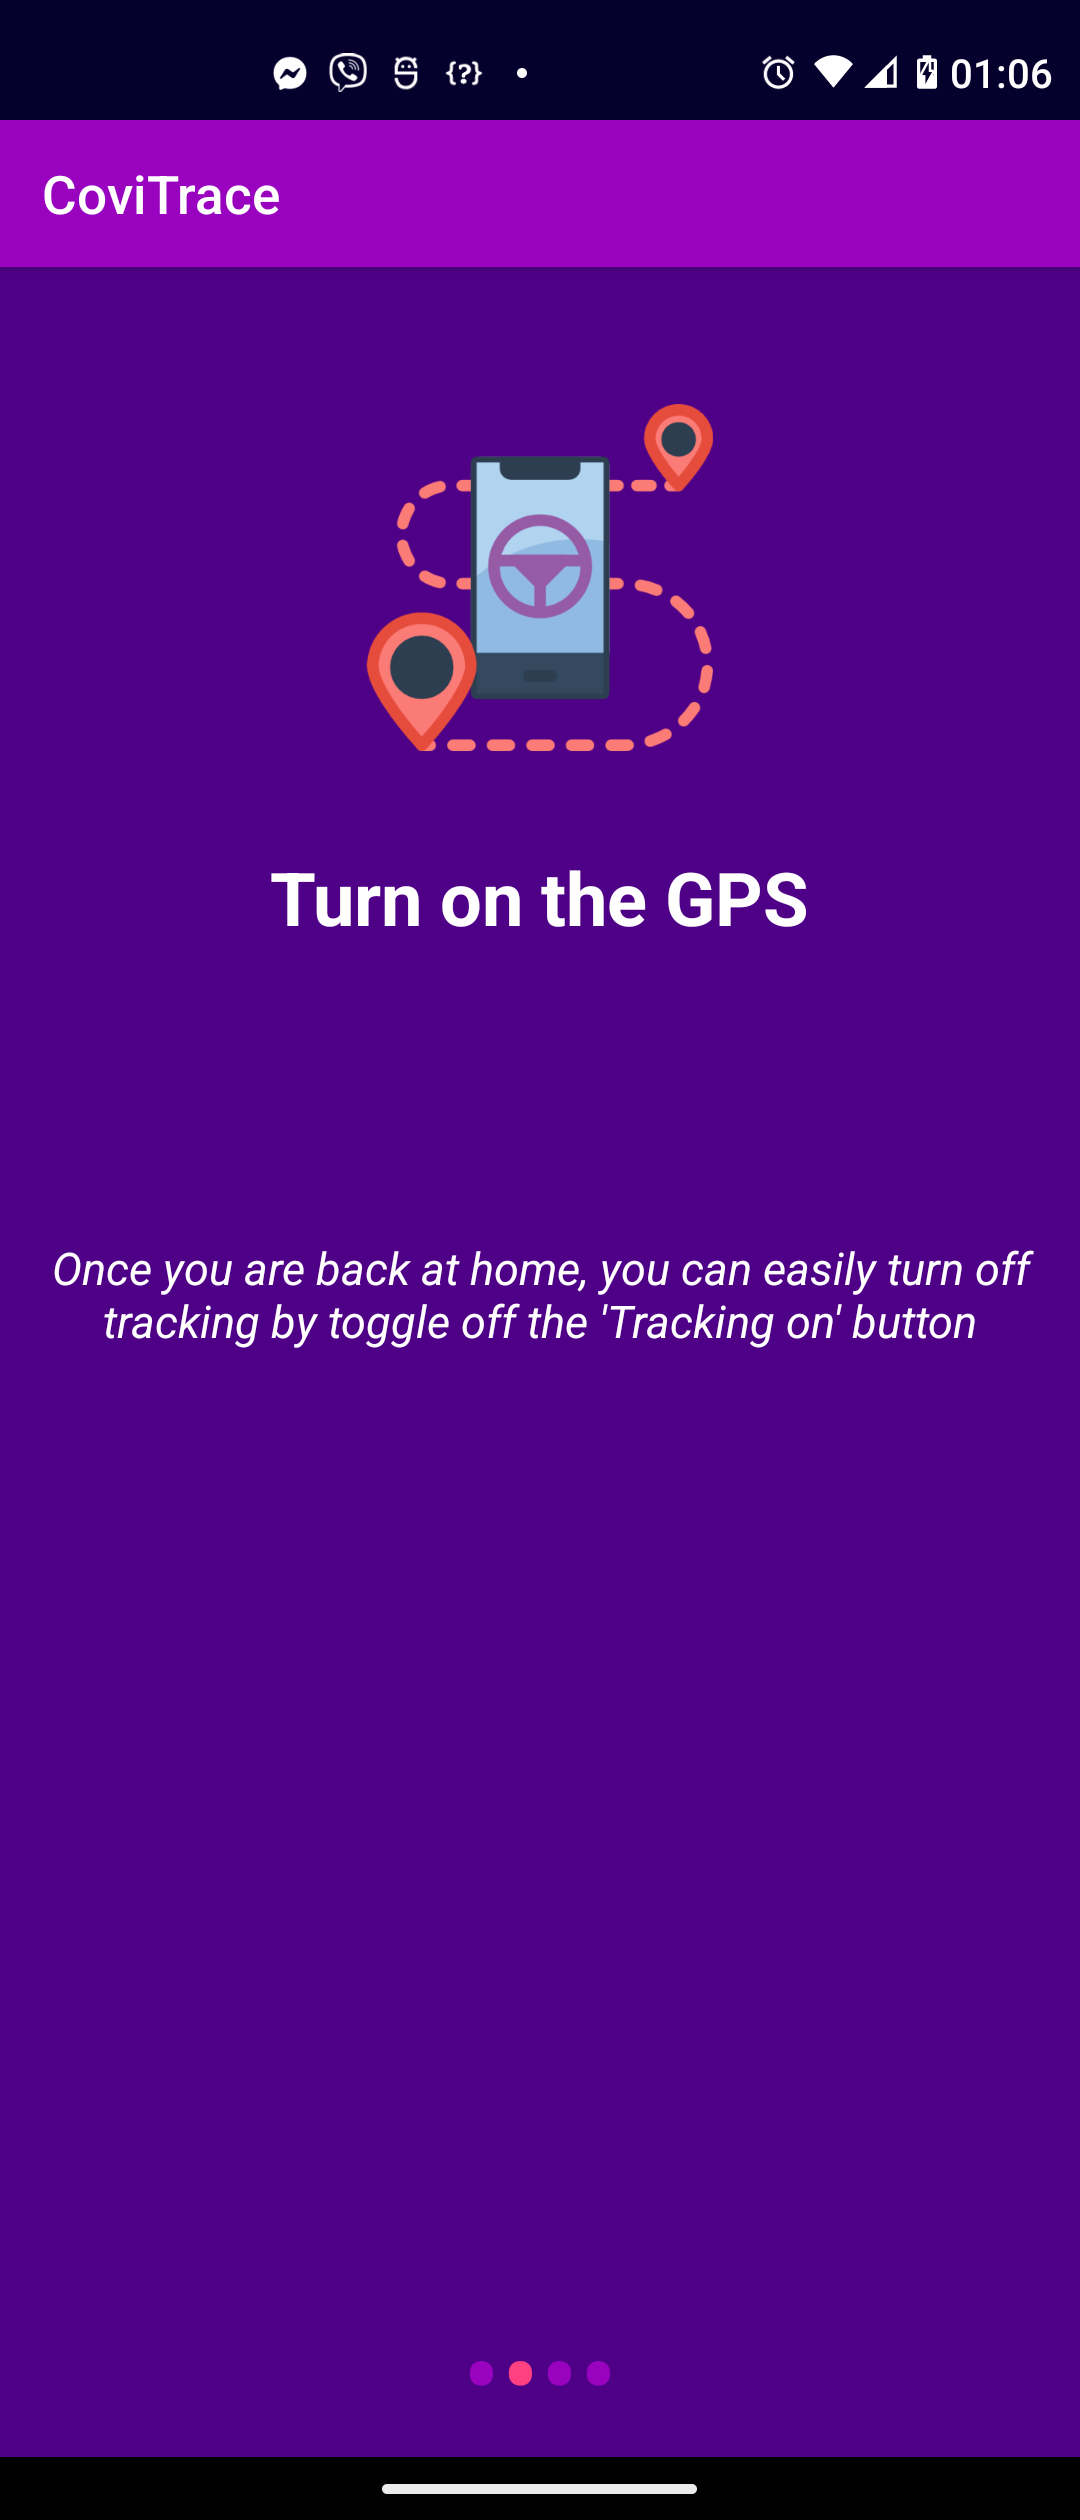 {?}
01:06
CoviTrace
Turn on the GPS
Once you are back at home, you can easily turn off
tracking by toggle off the 'Tracking on' button